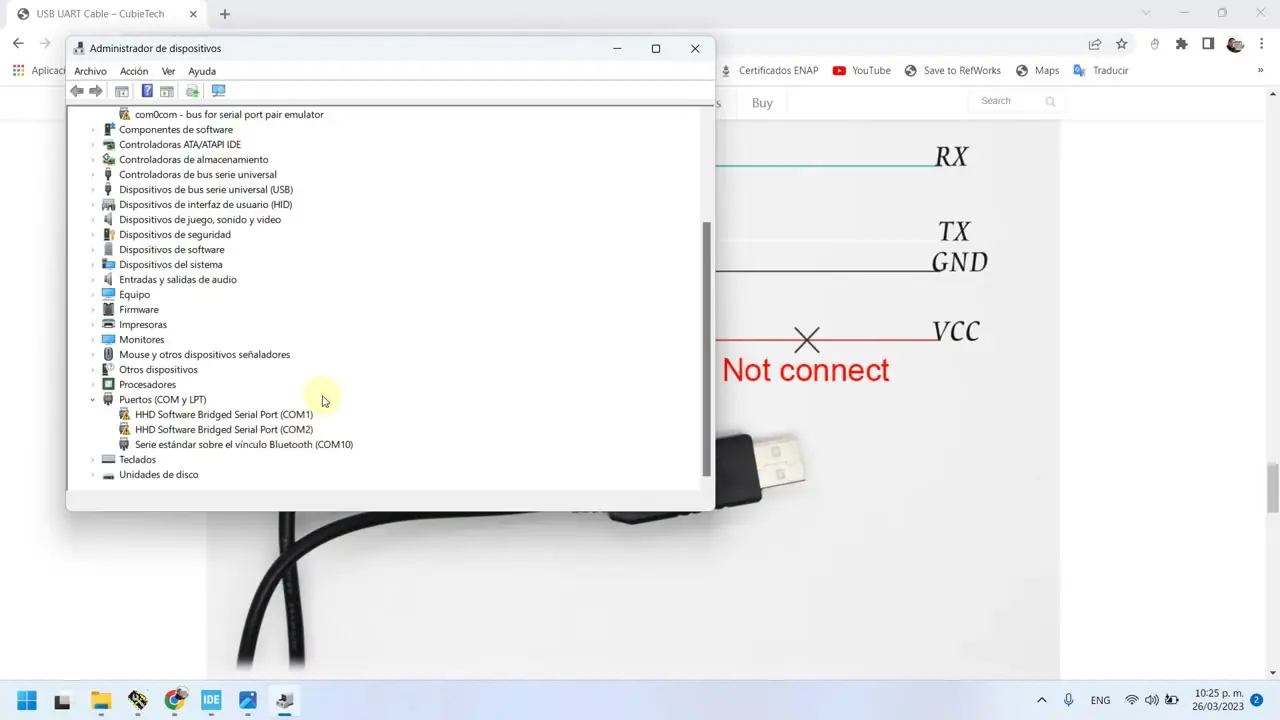 USB UART Cable – CubieTech
Administrador de dispositivos
Archivo Acción Ver Ayuda
com0com - bus for serial port pair emulator
Componentes de software
Controladoras ATA/ATAPI IDE
Controladoras de almacenamiento
Controladoras de bus serie universal
Dispositivos de bus serie universal (USB)
Dispositivos de interfaz de usuario (HID)
Dispositivos de juego, sonido y video
Dispositivos de seguridad
Dispositivos de software
Dispositivos del sistema
Entradas y salidas de audio
Equipo
Firmware
Impresoras
Monitores
Mouse y otros dispositivos señaladores
Otros dispositivos
Procesadores
Puertos (COM y LPT)
HHD Software Bridged Serial Port (COM1)
HHD Software Bridged Serial Port (COM2)
Serie estándar sobre el vínculo Bluetooth (COM10)
Teclados
Unidades de disco
Aplicaci
Certificados ENAP YouTube Save to RefWorks Maps Traducir »
s Buy Search
RX
TX
GND
VCC
Not connect
IDE
ENG
10:25 p. m.
26/03/2023
2